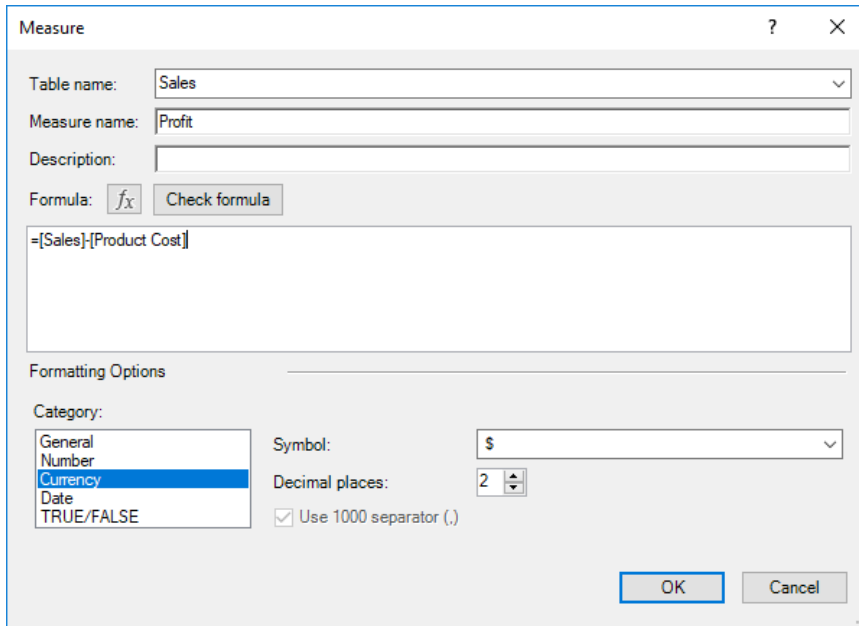 Measure ?
Table name: Sales
Measure name: Profit
Description:
Formula: fx Check formula
=[Sales]-[Product Cost]
Formatting Options
Category:
General
Number
Currency
Date
TRUE/FALSE
Symbol: $
Decimal places: 2
Use 1000 separator (,)
OK Cancel